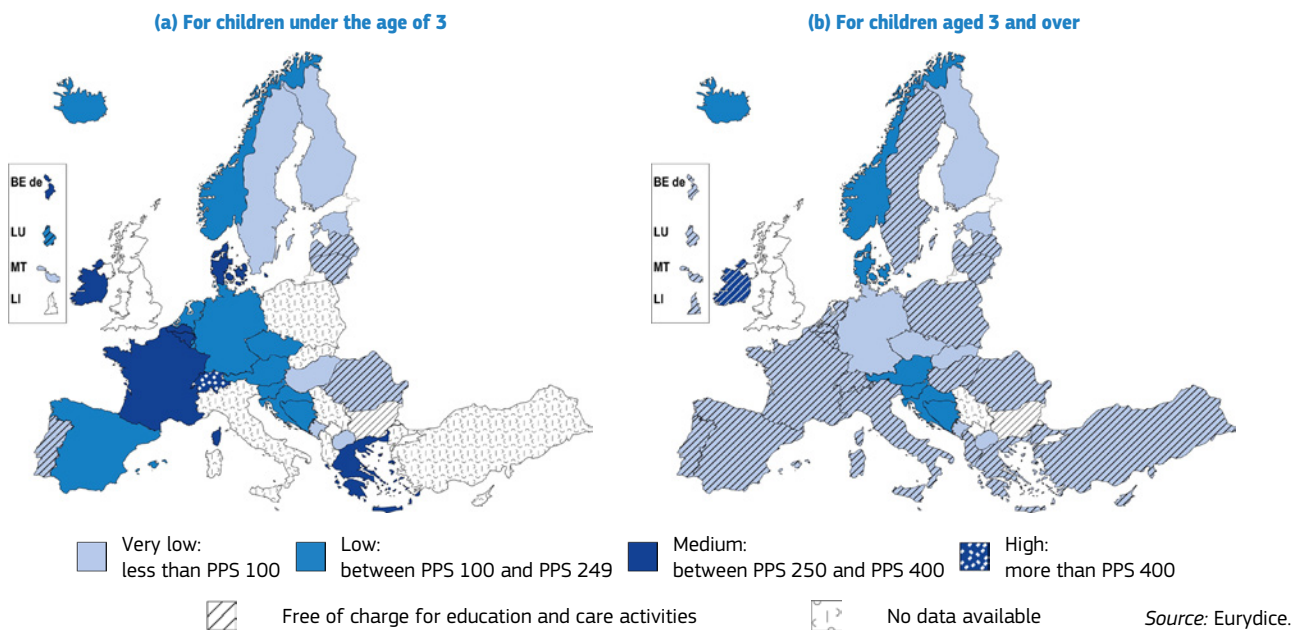 (a) For children under the age of 3
(b) For children aged 3 and over
BE de
LU
MT
LI
BE de
LU
MT
LI
Very low:
less than PPS 100
Low:
between PPS 100 and PPS 249
Medium:
between PPS 250 and PPS 400
High:
more than PPS 400
Free of charge for education and care activities
No data available
Source: Eurydice.